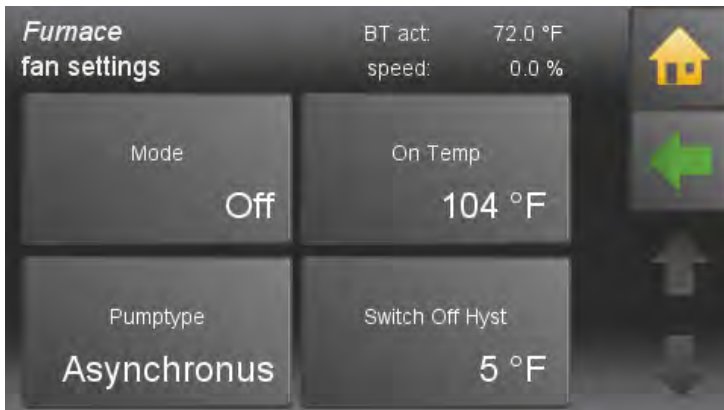 Furnace BT act: 72.0 °F
fan settings speed: 0.0 %
Mode On Temp
Off 104 °F
Pumptype Switch Off Hyst
Asynchronus 5 °F